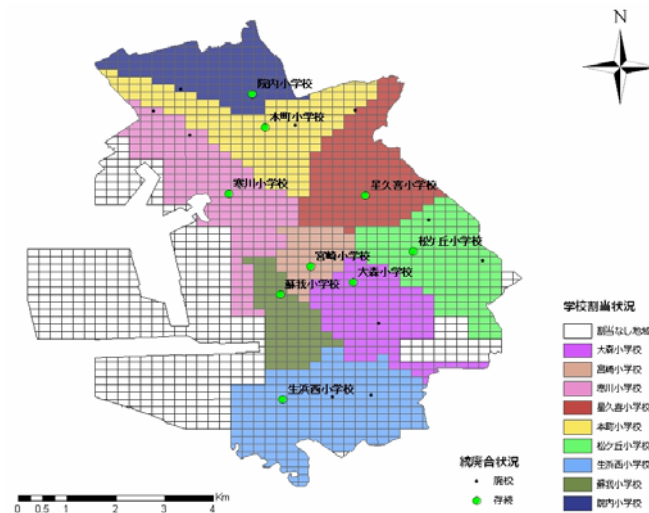 N
院内小学校
本町小学校
寒川小学校
星久喜小学校
松ケ丘小学校
宮崎小学校
大森小学校
蘇我小学校
生浜西小学校
学校割当状況
割当なし地域
大森小学校
宮崎小学校
寒川小学校
星久喜小学校
本町小学校
松ケ丘小学校
生浜西小学校
蘇我小学校
院内小学校
統廃合状況
廃校
存続
Km
0 0.5 1 2 3 4